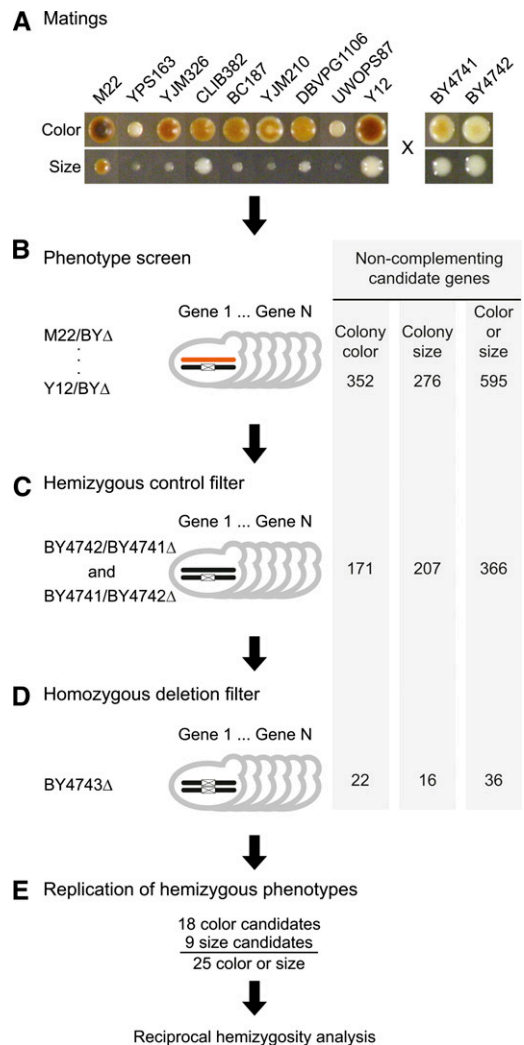 A Matings
M22 YPS163 YJM326 CLIB382 BC187 YJM210 DBVPG1106 UWOPS87 Y12 BY4741 BY4742
Color
X
Size
B Phenotype screen
Non-complementing
candidate genes
Gene 1 ... Gene N
Colony color
Colony size
Color or size
M22/BYΔ
Y12/BYΔ
352 276 595
C Hemizygous control filter
Gene 1 ... Gene N
BY4742/BY4741Δ
and
BY4741/BY4742Δ
171 207 366
D Homozygous deletion filter
Gene 1 ... Gene N
BY4743Δ
22 16 36
E Replication of hemizygous phenotypes
18 color candidates
9 size candidates
25 color or size
Reciprocal hemizygosity analysis